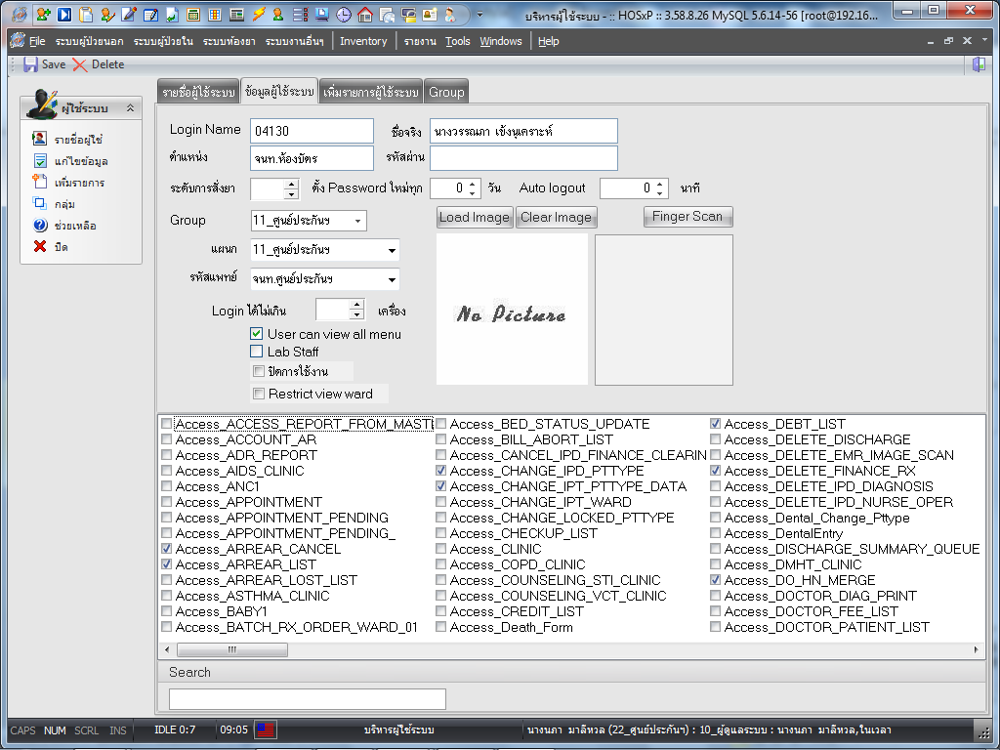 บริหารผู้ใช้ระบบ - :: HOSxP :: 3.58.8.26 MySQL 5.6.14-56 [root@192.16...
File ระบบผู้ป่วยนอก ระบบผู้ป่วยใน ระบบห้องยา ระบบงานอื่นๆ Inventory รายงาน Tools Windows Help
Save Delete
รายชื่อผู้ใช้ระบบ ข้อมูลผู้ใช้ระบบ เพิ่มรายการผู้ใช้ระบบ Group
ผู้ใช้ระบบ
รายชื่อผู้ใช้
แก้ไขข้อมูล
เพิ่มรายการ
กลุ่ม
ช่วยเหลือ
ปิด
Login Name 04130 ชื่อจริง นางวรรณภา เข้งนุเคราะห์
ตำแหน่ง จนท.ห้องบัตร รหัสผ่าน
ระดับการสั่งยา ตั้ง Password ใหม่ทุก 0 วัน Auto logout 0 นาที
Group 11_ศูนย์ประกันฯ Load Image Clear Image Finger Scan
แผนก 11_ศูนย์ประกันฯ
รหัสแพทย์ จนท.ศูนย์ประกันฯ
Login ได้ไม่เกิน เครื่อง
No Picture
User can view all menu
Lab Staff
ปิดการใช้งาน
Restrict view ward
Access_ACCESS_REPORT_FROM_MAST Access_BED_STATUS_UPDATE Access_DEBT_LIST
Access_ACCOUNT_AR Access_BILL_ABORT_LIST Access_DELETE_DISCHARGE
Access_ADR_REPORT Access_CANCEL_IPD_FINANCE_CLEARIN Access_DELETE_EMR_IMAGE_SCAN
Access_AIDS_CLINIC Access_CHANGE_IPD_PTTYPE Access_DELETE_FINANCE_RX
Access_ANC1 Access_CHANGE_IPT_PTTYPE_DATA Access_DELETE_IPD_DIAGNOSIS
Access_APPOINTMENT Access_CHANGE_IPT_WARD Access_DELETE_IPD_NURSE_OPER
Access_APPOINTMENT_PENDING Access_CHANGE_LOCKED_PTTYPE Access_Dental_Change_Pttype
Access_APPOINTMENT_PENDING_ Access_CHECKUP_LIST Access_DentalEntry
Access_ARREAR_CANCEL Access_CLINIC Access_DISCHARGE_SUMMARY_QUEUE
Access_ARREAR_LIST Access_COPD_CLINIC Access_DMHT_CLINIC
Access_ARREAR_LOST_LIST Access_COUNSELING_STI_CLINIC Access_DO_HN_MERGE
Access_ASTHMA_CLINIC Access_COUNSELING_VCT_CLINIC Access_DOCTOR_DIAG_PRINT
Access_BABY1 Access_CREDIT_LIST Access_DOCTOR_FEE_LIST
Access_BATCH_RX_ORDER_WARD_01 Access_Death_Form Access_DOCTOR_PATIENT_LIST
Search
CAPS NUM SCRL INS IDLE 0:7 09:05 บริหารผู้ใช้ระบบ นางนภา มาลีหวล (22_ศูนย์ประกันฯ) : 10_ผู้ดูแลระบบ : นางนภา มาลีหวล,ในเวลา